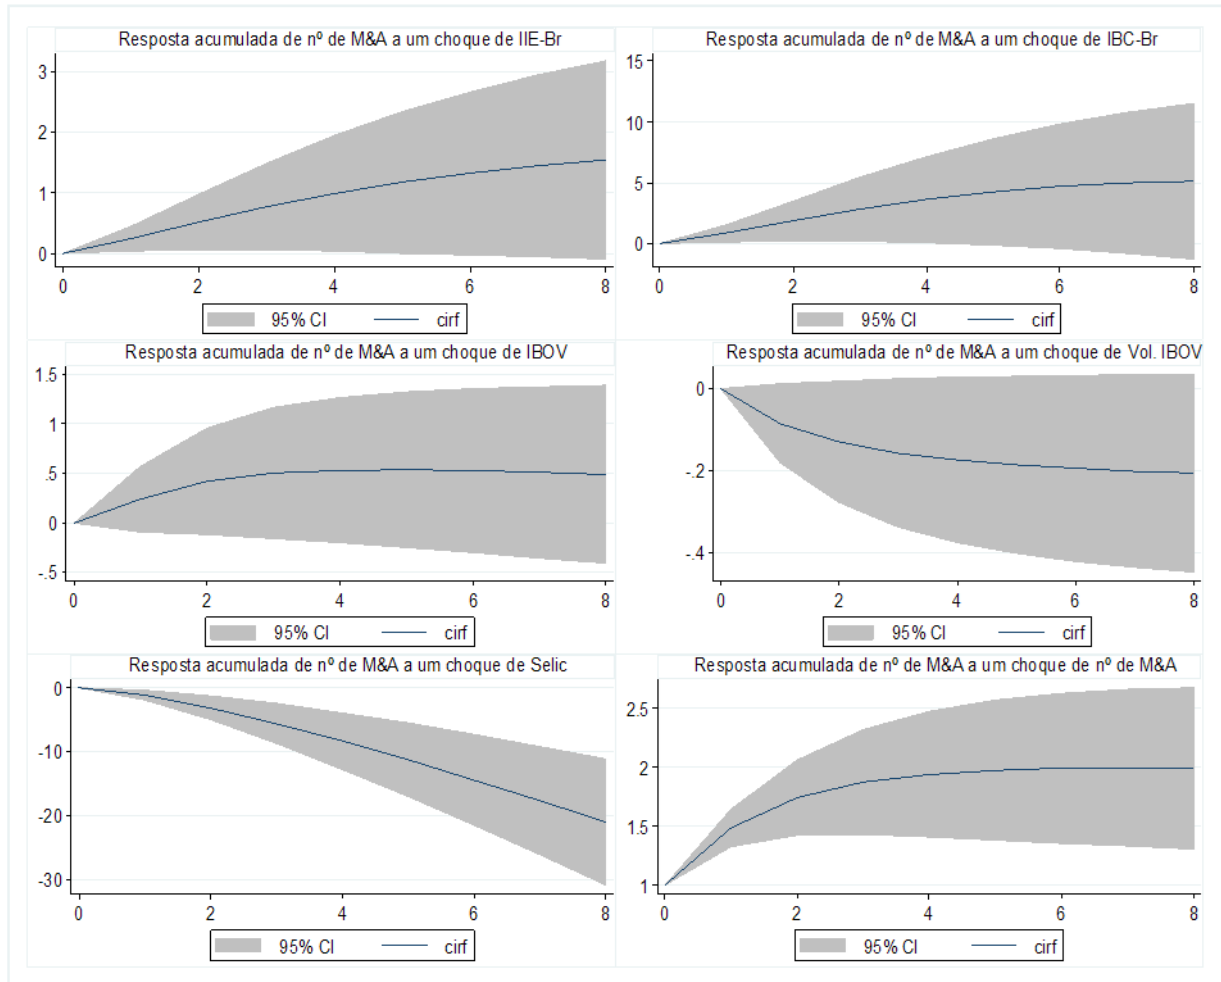 Resposta acumulada de nº de M&A a um choque de IIE-Br
3
2
1
0
0 2 4 6 8
95% CI cirf
Resposta acumulada de nº de M&A a um choque de IBC-Br
15
10
5
0
0 2 4 6 8
95% CI cirf
Resposta acumulada de nº de M&A a um choque de IBOV
1.5
1
.5
0
-.5
0 2 4 6 8
95% CI cirf
Resposta acumulada de nº de M&A a um choque de Vol. IBOV
0
-.2
-.4
0 2 4 6 8
95% CI cirf
Resposta acumulada de nº de M&A a um choque de Selic
0
-10
-20
-30
0 2 4 6 8
95% CI cirf
Resposta acumulada de nº de M&A a um choque de nº de M&A
2.5
2
1.5
1
0 2 4 6 8
95% CI cirf